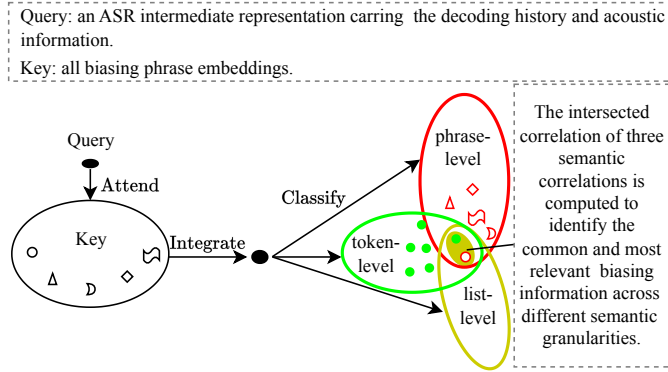 Query: an ASR intermediate representation carring the decoding history and acoustic
information.
Key: all biasing phrase embeddings.
Query
Attend
Key
Integrate
Classify
phrase-
level
token-
level
list-
level
The intersected
correlation of three
semantic
correlations is
computed to
identify the
common and most
relevant biasing
information across
different semantic
granularities.